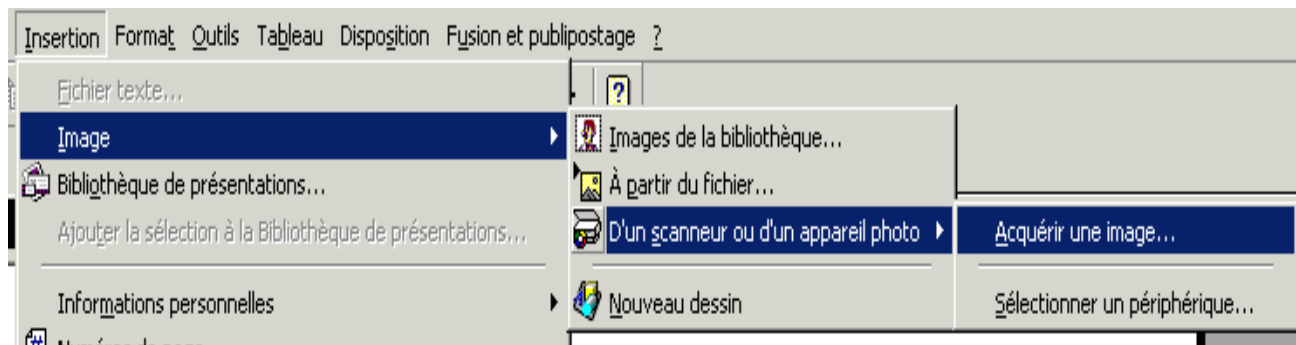 Insertion Format Outils Tableau Disposition Fusion et publipostage ?
Fichier texte...
Image
Bibliothèque de présentations...
Ajouter la sélection à la Bibliothèque de présentations...
Informations personnelles
Images de la bibliothèque...
À partir du fichier...
D'un scanneur ou d'un appareil photo
Nouveau dessin
Acquérir une image...
Sélectionner un périphérique...